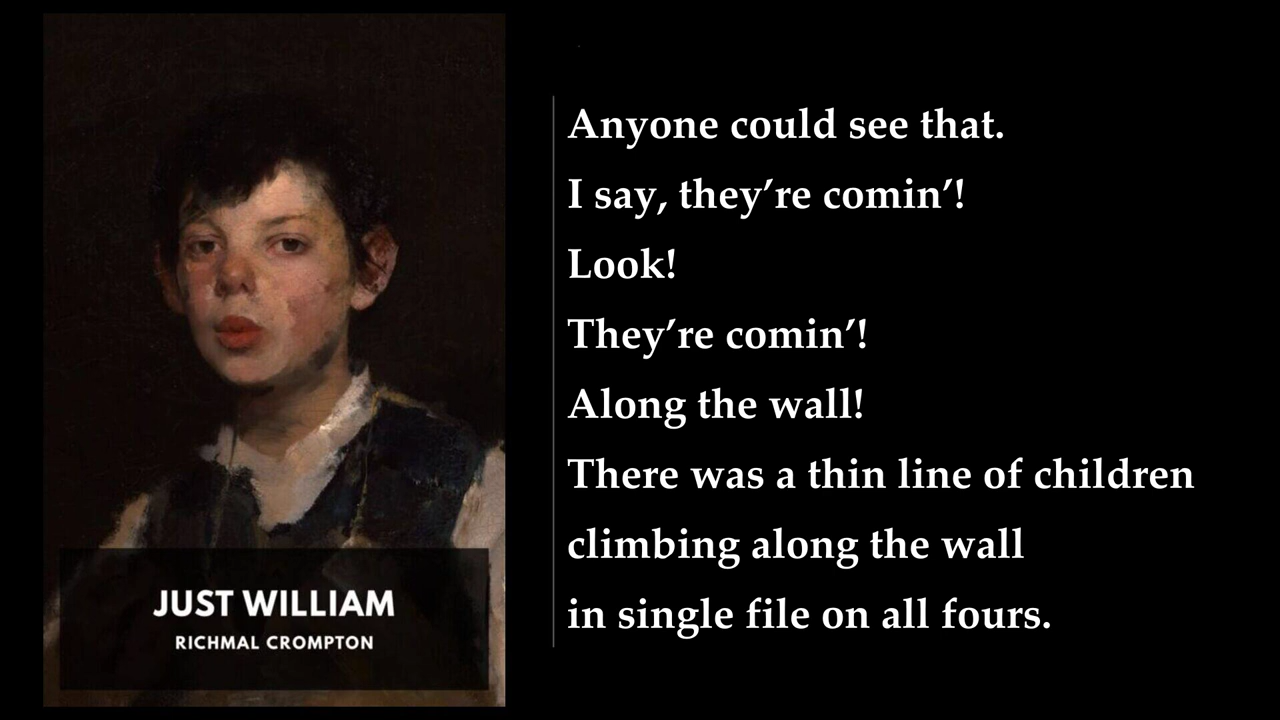 JUST WILLIAM
RICHMAL CROMPTON
Anyone could see that.
I say, they’re comin’!
Look!
They’re comin’!
Along the wall!
There was a thin line of children
climbing along the wall
in single file on all fours.